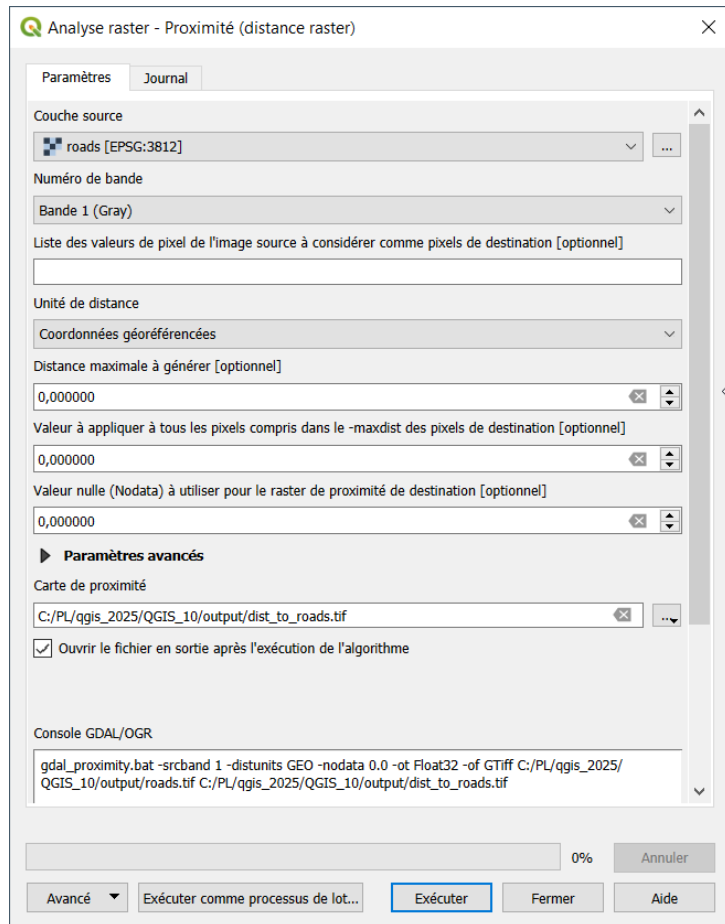 Analyse raster - Proximité (distance raster)
Paramètres
Journal
Couche source
roads [EPSG:3812]
...
Numéro de bande
Bande 1 (Gray)
Liste des valeurs de pixel de l'image source à considérer comme pixels de destination [optionnel]
Unité de distance
Coordonnées géoréférencées
Distance maximale à générer [optionnel]
0,000000
Valeur à appliquer à tous les pixels compris dans le -maxdist des pixels de destination [optionnel]
0,000000
Valeur nulle (Nodata) à utiliser pour le raster de proximité de destination [optionnel]
0,000000
Paramètres avancés
Carte de proximité
C:/PL/qgis_2025/QGIS_10/output/dist_to_roads.tif
...
Ouvrir le fichier en sortie après l'exécution de l'algorithme
Console GDAL/OGR
gdal_proximity.bat -srcband 1 -distunits GEO -nodata 0.0 -ot Float32 -of GTiff C:/PL/qgis_2025/
QGIS_10/output/roads.tif C:/PL/qgis_2025/QGIS_10/output/dist_to_roads.tif
0%
Annuler
Avancé
Exécuter comme processus de lot...
Exécuter
Fermer
Aide